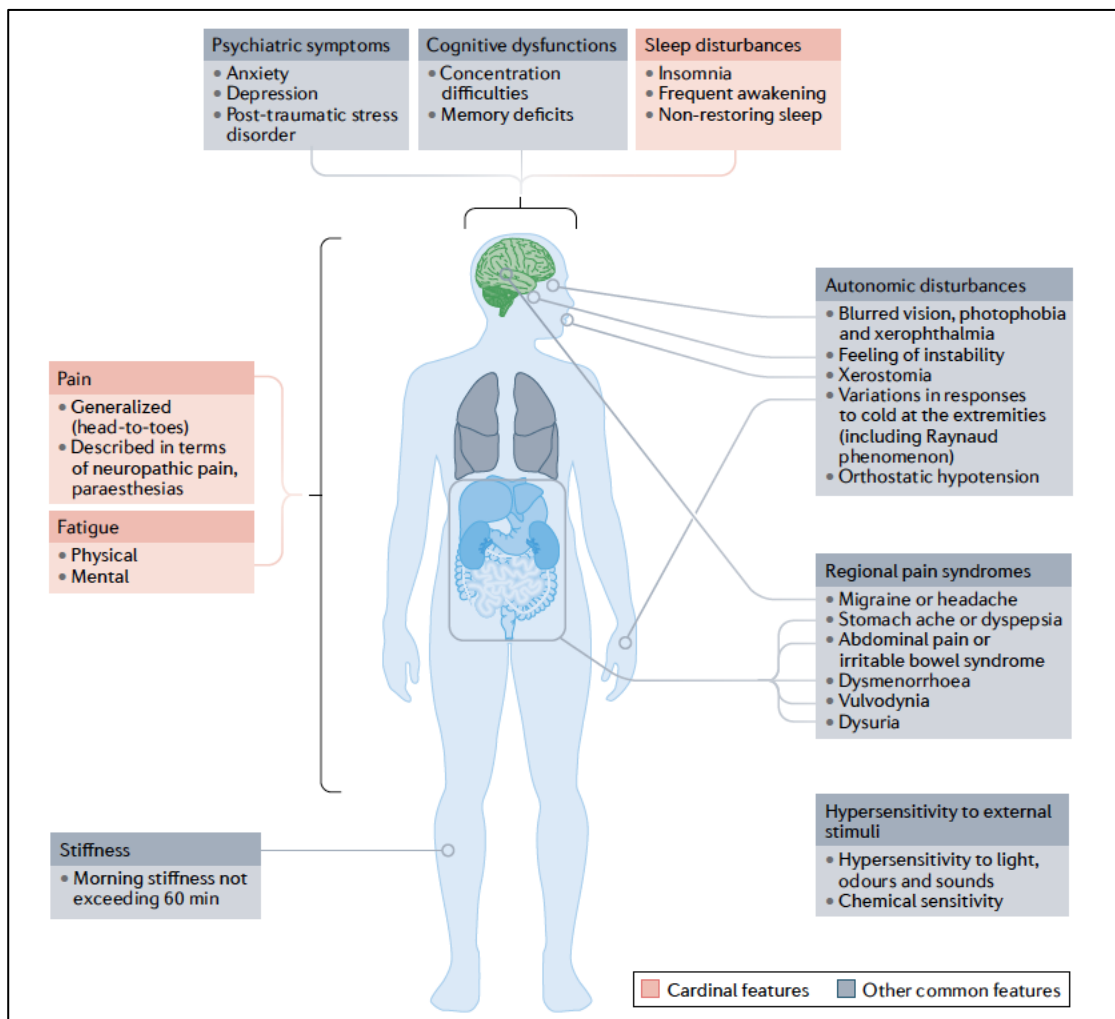 Psychiatric symptoms
• Anxiety
• Depression
• Post-traumatic stress
disorder
Cognitive dysfunctions
• Concentration
difficulties
• Memory deficits
Sleep disturbances
• Insomnia
• Frequent awakening
• Non-restoring sleep
Pain
• Generalized
(head-to-toes)
• Described in terms
of neuropathic pain,
paraesthesias
Fatigue
• Physical
• Mental
Stiffness
• Morning stiffness not
exceeding 60 min
Autonomic disturbances
• Blurred vision, photophobia
and xerophthalmia
• Feeling of instability
• Xerostomia
• Variations in responses
to cold at the extremities
(including Raynaud
phenomenon)
• Orthostatic hypotension
Regional pain syndromes
• Migraine or headache
• Stomach ache or dyspepsia
• Abdominal pain or
irritable bowel syndrome
• Dysmenorrhoea
• Vulvodynia
• Dysuria
Hypersensitivity to external
stimuli
• Hypersensitivity to light,
odours and sounds
• Chemical sensitivity
Cardinal features
Other common features